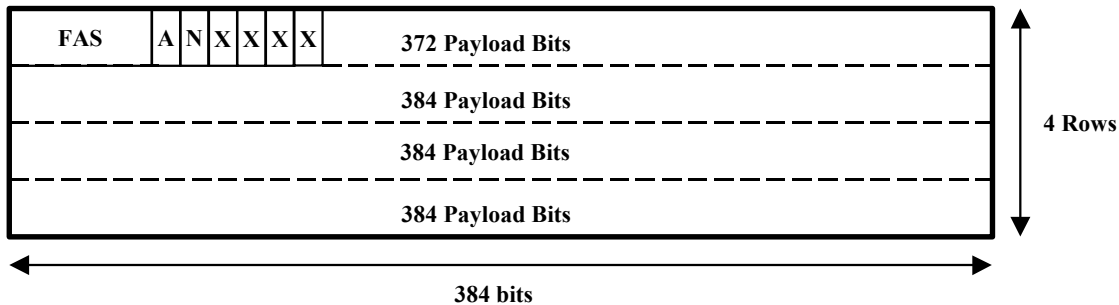 FAS A N X X X X 372 Payload Bits
384 Payload Bits
4 Rows
384 Payload Bits
384 Payload Bits
384 bits